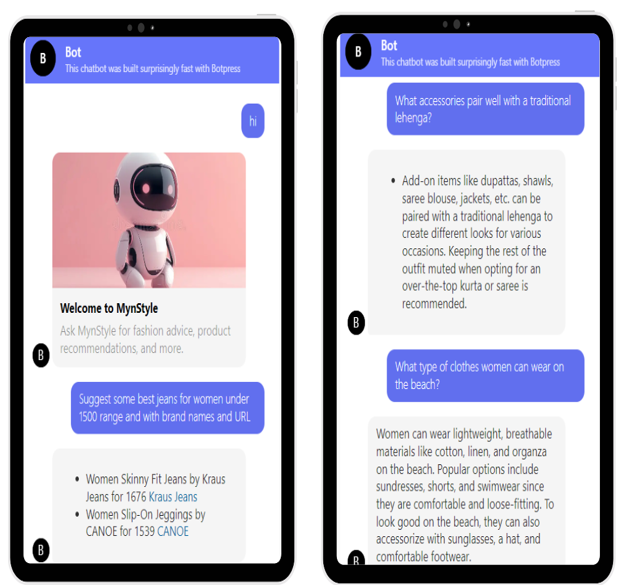 B
Bot
This chatbot was built surprisingly fast with Botpress
hi
Welcome to MynStyle
Ask MynStyle for fashion advice, product
recommendations, and more.
B
Suggest some best jeans for women under
1500 range and with brand names and URL
• Women Skinny Fit Jeans by Kraus
Jeans for 1676 Kraus Jeans
• Women Slip-On Jeggings by
CANOE for 1539 CANOE
B
B
Bot
This chatbot was built surprisingly fast with Botpress
What accessories pair well with a traditional
lehenga?
• Add-on items like dupattas, shawls,
saree blouse, jackets, etc. can be
paired with a traditional lehenga to
create different looks for various
occasions. Keeping the rest of the
outfit muted when opting for an
over-the-top kurta or saree is
recommended.
B
What type of clothes women can wear on
the beach?
Women can wear lightweight, breathable
materials like cotton, linen, and organza
on the beach. Popular options include
sundresses, shorts, and swimwear since
they are comfortable and loose-fitting. To
look good on the beach, they can also
accessorize with sunglasses, a hat, and
comfortable footwear.
B